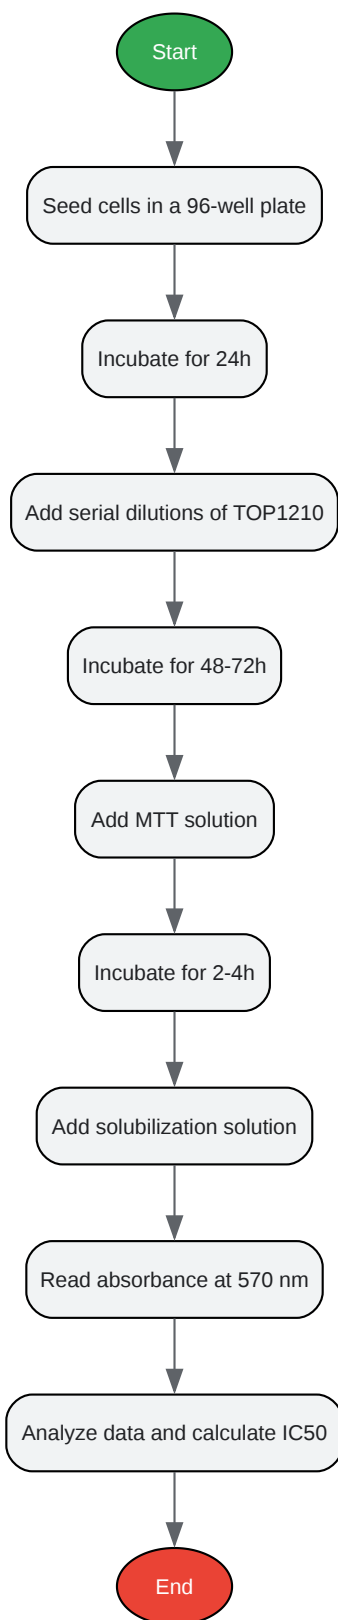 Start
Seed cells in a 96-well plate
Incubate for 24h
Add serial dilutions of TOP1210
Incubate for 48-72h
Add MTT solution
Incubate for 2-4h
Add solubilization solution
Read absorbance at 570 nm
Analyze data and calculate IC50
End